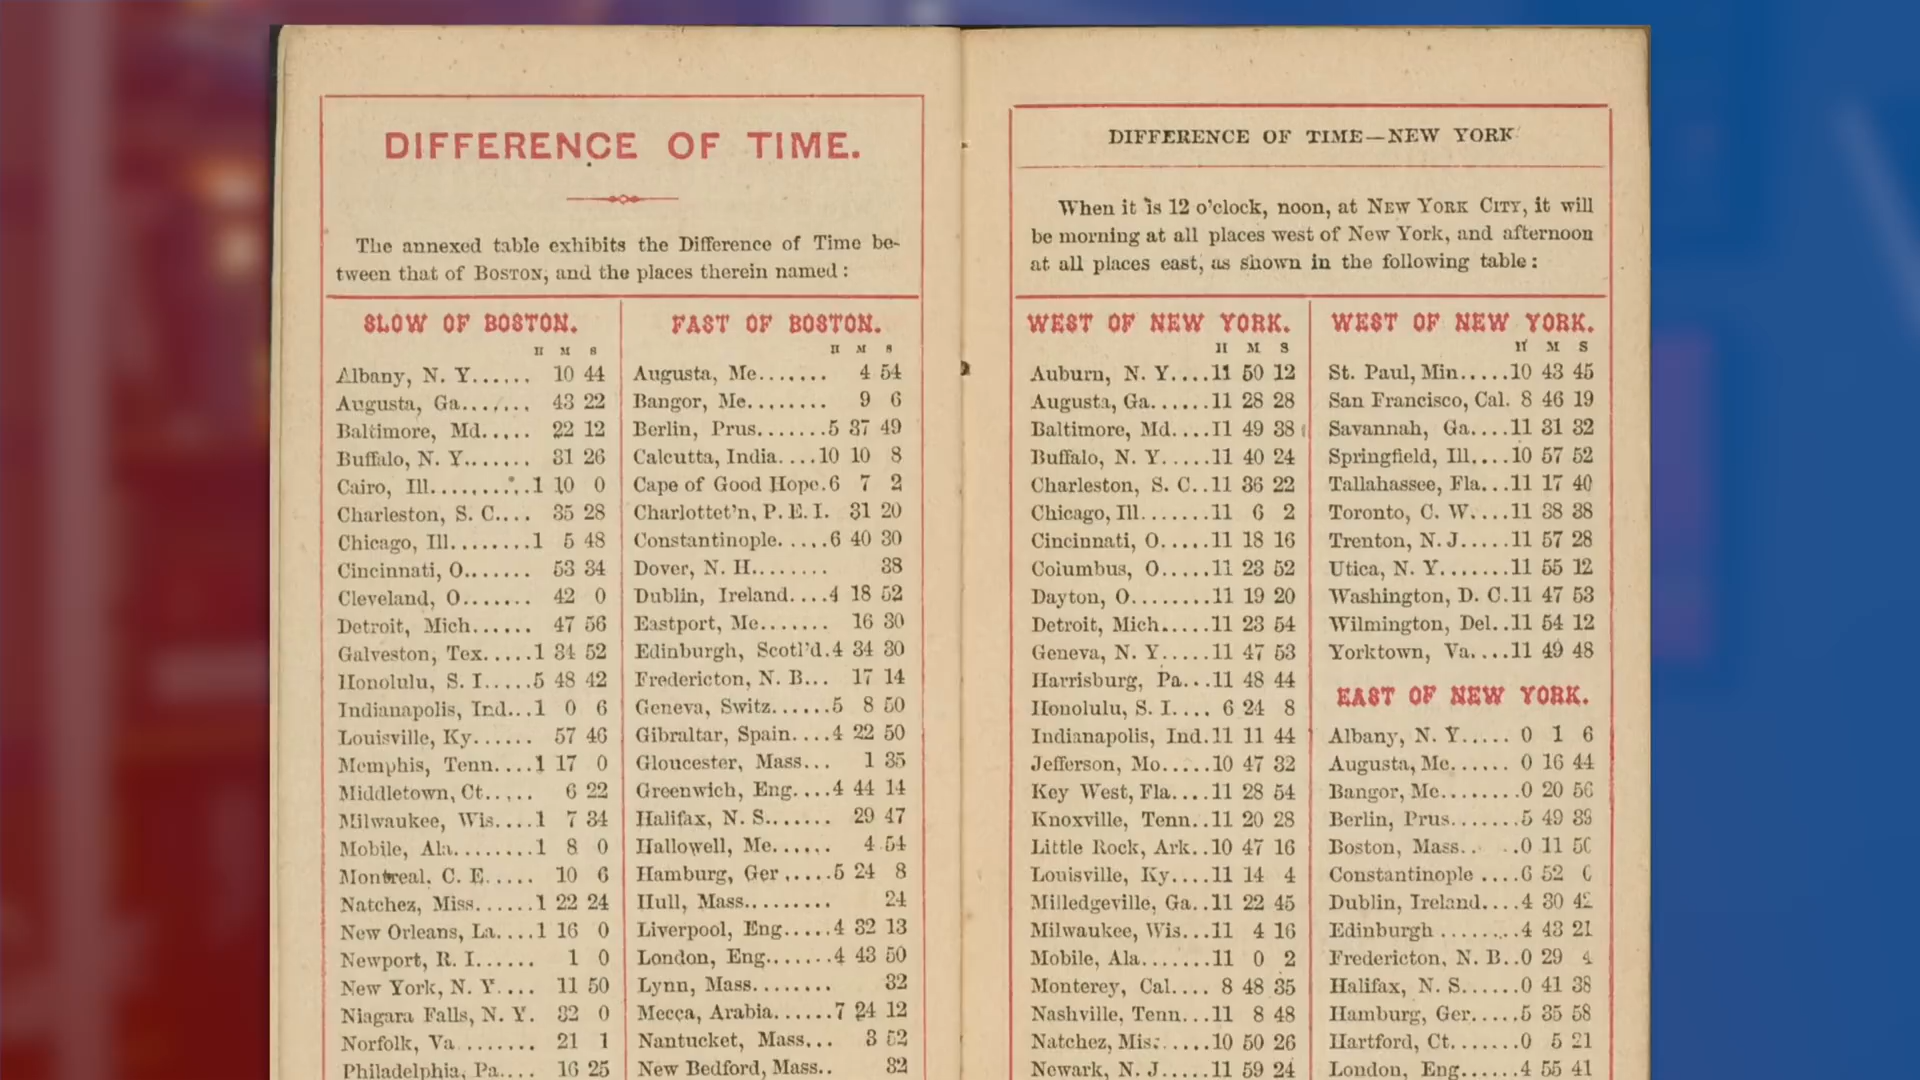 DIFFERENCE OF TIME.
The annexed table exhibits the Difference of Time be-
tween that of BOSTON, and the places therein named:
SLOW OF BOSTON.
H M S
Albany, N. Y...... 10 44
Augusta, Ga....... 43 22
Baltimore, Md..... 22 12
Buffalo, N. Y....... 31 26
Cairo, Ill..........1 10 0
Charleston, S. C.... 35 28
Chicago, Ill........1 5 48
Cincinnati, O....... 53 34
Cleveland, O....... 42 0
Detroit, Mich...... 47 56
Galveston, Tex.....1 34 52
Honolulu, S. I.....5 48 42
Indianapolis, Ind...1 0 6
Louisville, Ky...... 57 46
Memphis, Tenn....1 17 0
Middletown, Ct..... 6 22
Milwaukee, Wis....1 7 34
Mobile, Ala........1 8 0
Montreal, C. E..... 10 6
Natchez, Miss......1 22 24
New Orleans, La....1 16 0
Newport, R. I...... 1 0
New York, N. Y.... 11 50
Niagara Falls, N. Y. 32 0
Norfolk, Va........ 21 1
Philadelphia, Pa.... 16 25
FAST OF BOSTON.
H M S
Augusta, Me....... 4 54
Bangor, Me........ 9 6
Berlin, Prus.......5 37 49
Calcutta, India....10 10 8
Cape of Good Hope.6 7 2
Charlottet'n, P. E. I. 31 20
Constantinople.....6 40 30
Dover, N. H........ 38
Dublin, Ireland....4 18 52
Eastport, Me....... 16 30
Edinburgh, Scotl'd.4 34 30
Fredericton, N. B... 17 14
Geneva, Switz......5 8 50
Gibraltar, Spain....4 22 50
Gloucester, Mass... 1 35
Greenwich, Eng....4 44 14
Halifax, N. S....... 29 47
Hallowell, Me...... 4 54
Hamburg, Ger .....5 24 8
Hull, Mass......... 24
Liverpool, Eng.....4 32 13
London, Eng.......4 43 50
Lynn, Mass........ 32
Mecca, Arabia......7 24 12
Nantucket, Mass... 3 52
New Bedford, Mass.. 32
DIFFERENCE OF TIME—NEW YORK
When it is 12 o'clock, noon, at NEW YORK CITY, it will
be morning at all places west of New York, and afternoon
at all places east, as shown in the following table:
WEST OF NEW YORK.
H M S
Auburn, N. Y....11 50 12
Augusta, Ga......11 28 28
Baltimore, Md....11 49 38
Buffalo, N. Y.....11 40 24
Charleston, S. C..11 36 22
Chicago, Ill.......11 6 2
Cincinnati, O.....11 18 16
Columbus, O.....11 23 52
Dayton, O........11 19 20
Detroit, Mich.....11 23 54
Geneva, N. Y.....11 47 53
Harrisburg, Pa...11 48 44
Honolulu, S. I.... 6 24 8
Indianapolis, Ind.11 11 44
Jefferson, Mo.....10 47 32
Key West, Fla....11 28 54
Knoxville, Tenn..11 20 28
Little Rock, Ark..10 47 16
Louisville, Ky....11 14 4
Milledgeville, Ga..11 22 45
Milwaukee, Wis...11 4 16
Mobile, Ala.......11 0 2
Monterey, Cal.... 8 48 35
Nashville, Tenn...11 8 48
Natchez, Mis:.....10 50 26
Newark, N. J.....11 59 24
WEST OF NEW YORK.
H M S
St. Paul, Min.....10 43 45
San Francisco, Cal. 8 46 19
Savannah, Ga....11 31 32
Springfield, Ill....10 57 52
Tallahassee, Fla...11 17 40
Toronto, C. W....11 38 38
Trenton, N. J.....11 57 28
Utica, N. Y.......11 55 12
Washington, D. C.11 47 53
Wilmington, Del..11 54 12
Yorktown, Va....11 49 48
EAST OF NEW YORK.
Albany, N. Y..... 0 1 6
Augusta, Me...... 0 16 44
Bangor, Me........0 20 56
Berlin, Prus.......5 49 39
Boston, Mass.. ..0 11 50
Constantinople ....6 52
Dublin, Ireland....4 30 42
Edinburgh ........4 43 21
Fredericton, N. B..0 29 4
Halifax, N. S......0 41 38
Hamburg, Ger.....5 35 58
Hartford, Ct.......0 5 21
London, Eng......4 55 41